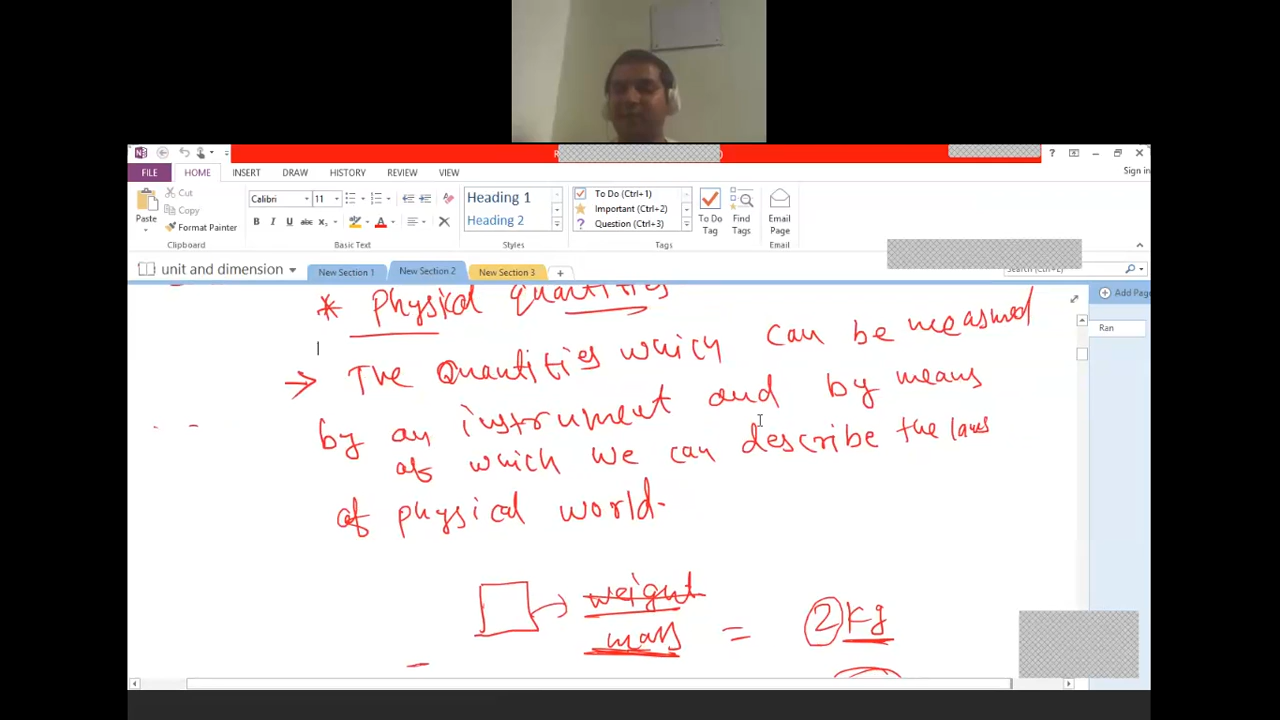 FILE HOME INSERT DRAW HISTORY REVIEW VIEW
Sign in
Paste
Cut
Copy
Format Painter
Clipboard
Calibri 11
B I U abc X₂ A
Basic Text
Heading 1
Heading 2
Styles
To Do (Ctrl+1)
Important (Ctrl+2)
Question (Ctrl+3)
To Do Tag
Find Tags
Tags
Email Page
Email
unit and dimension New Section 1 New Section 2 New Section 3
Add Page
Ran
* Physical quantities
→ The Quantities which can be measured
by an instrument and by means
of which we can describe the laws
of physical world.
weight
mass = 2 kg